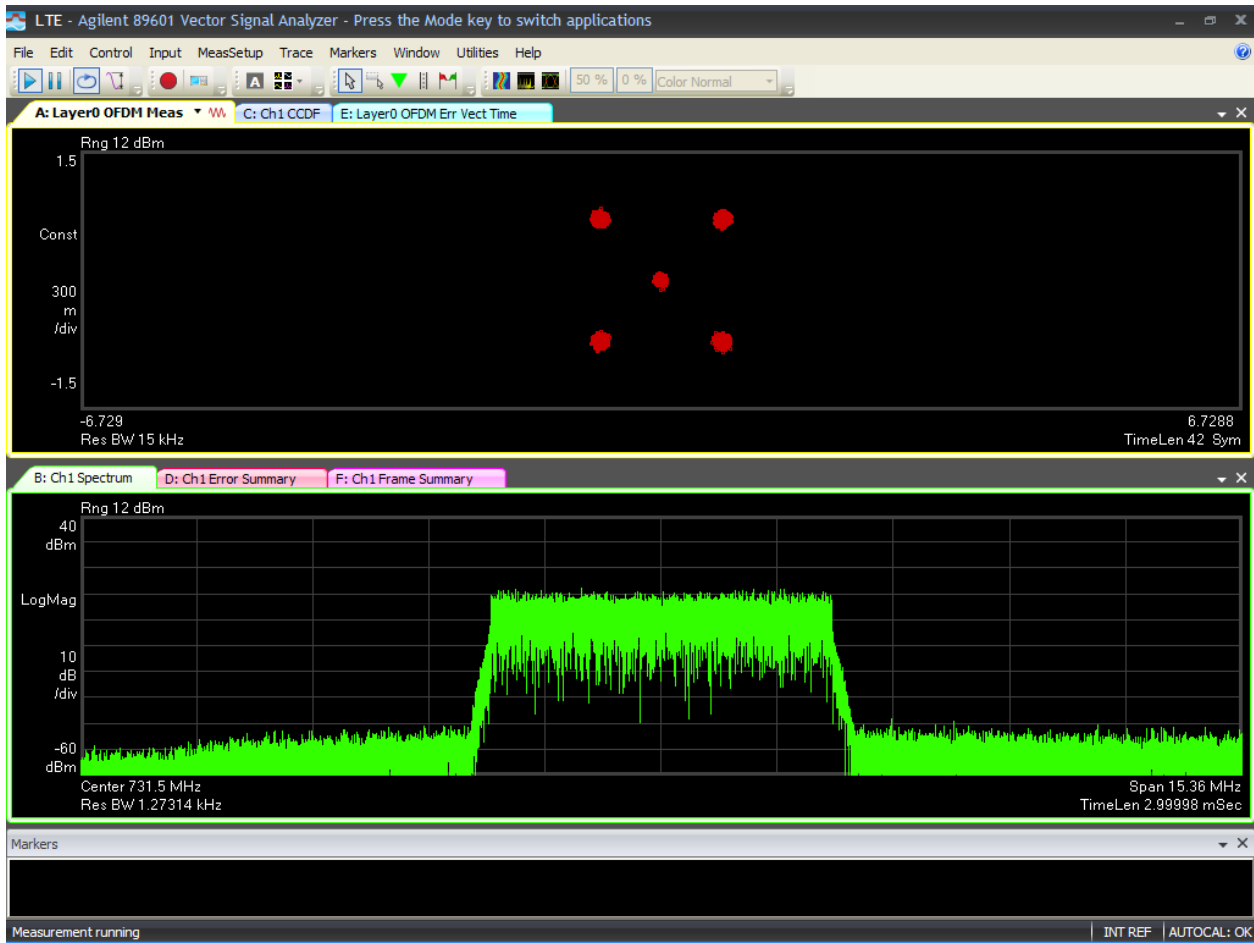 LTE - Agilent 89601 Vector Signal Analyzer - Press the Mode key to switch applications
File Edit Control Input MeasSetup Trace Markers Window Utilities Help
A 50 % 0 % Color Normal
A: Layer0 OFDM Meas C: Ch1 CCDF E: Layer0 OFDM Err Vect Time
Rng 12 dBm
1.5
Const
300
m
/div
-1.5
-6.729 6.7288
Res BW 15 kHz TimeLen 42 Sym
B: Ch1 Spectrum D: Ch1 Error Summary F: Ch1 Frame Summary
Rng 12 dBm
40
dBm
LogMag
10
dB
/div
-60
dBm
Center 731.5 MHz Span 15.36 MHz
Res BW 1.27314 kHz TimeLen 2.99998 mSec
Markers
Measurement running INT REF AUTOCAL: OK